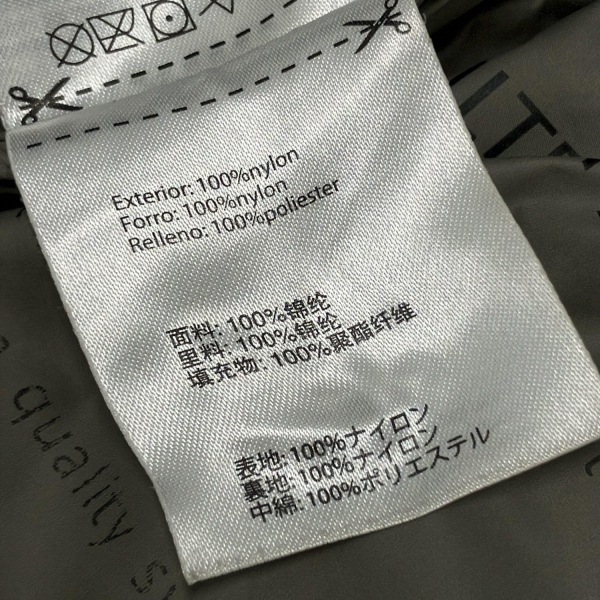 Exterior: 100%nylon
Forro: 100%nylon
Relleno: 100%poliester
面料: 100%锦纶
里料: 100%锦纶
填充物: 100%聚酯纤维
表地:100%ナイロン
裏地:100%ナイロン
中綿:100%ポリエステル
quality